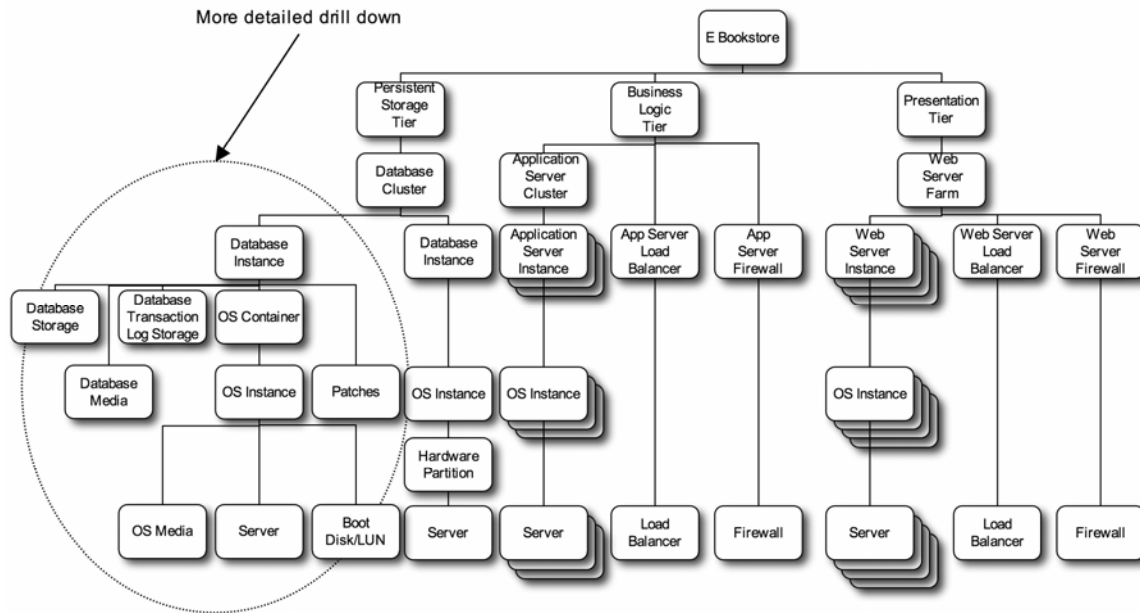 More detailed drill down
E Bookstore
Persistent
Storage
Tier
Business
Logic
Tier
Presentation
Tier
Database
Cluster
Application
Server
Cluster
Web
Server
Farm
Database
Instance
Database
Instance
Application
Server
Instance
App Server
Load
Balancer
App
Server
Firewall
Web
Server
Instance
Web Server
Load
Balancer
Web
Server
Firewall
Database
Storage
Database
Transaction
Log Storage
OS Container
Database
Media
OS Instance
Patches
OS Instance
OS Instance
OS Instance
Hardware
Partition
OS Media
Server
Boot
Disk/LUN
Server
Server
Load
Balancer
Firewall
Server
Load
Balancer
Firewall